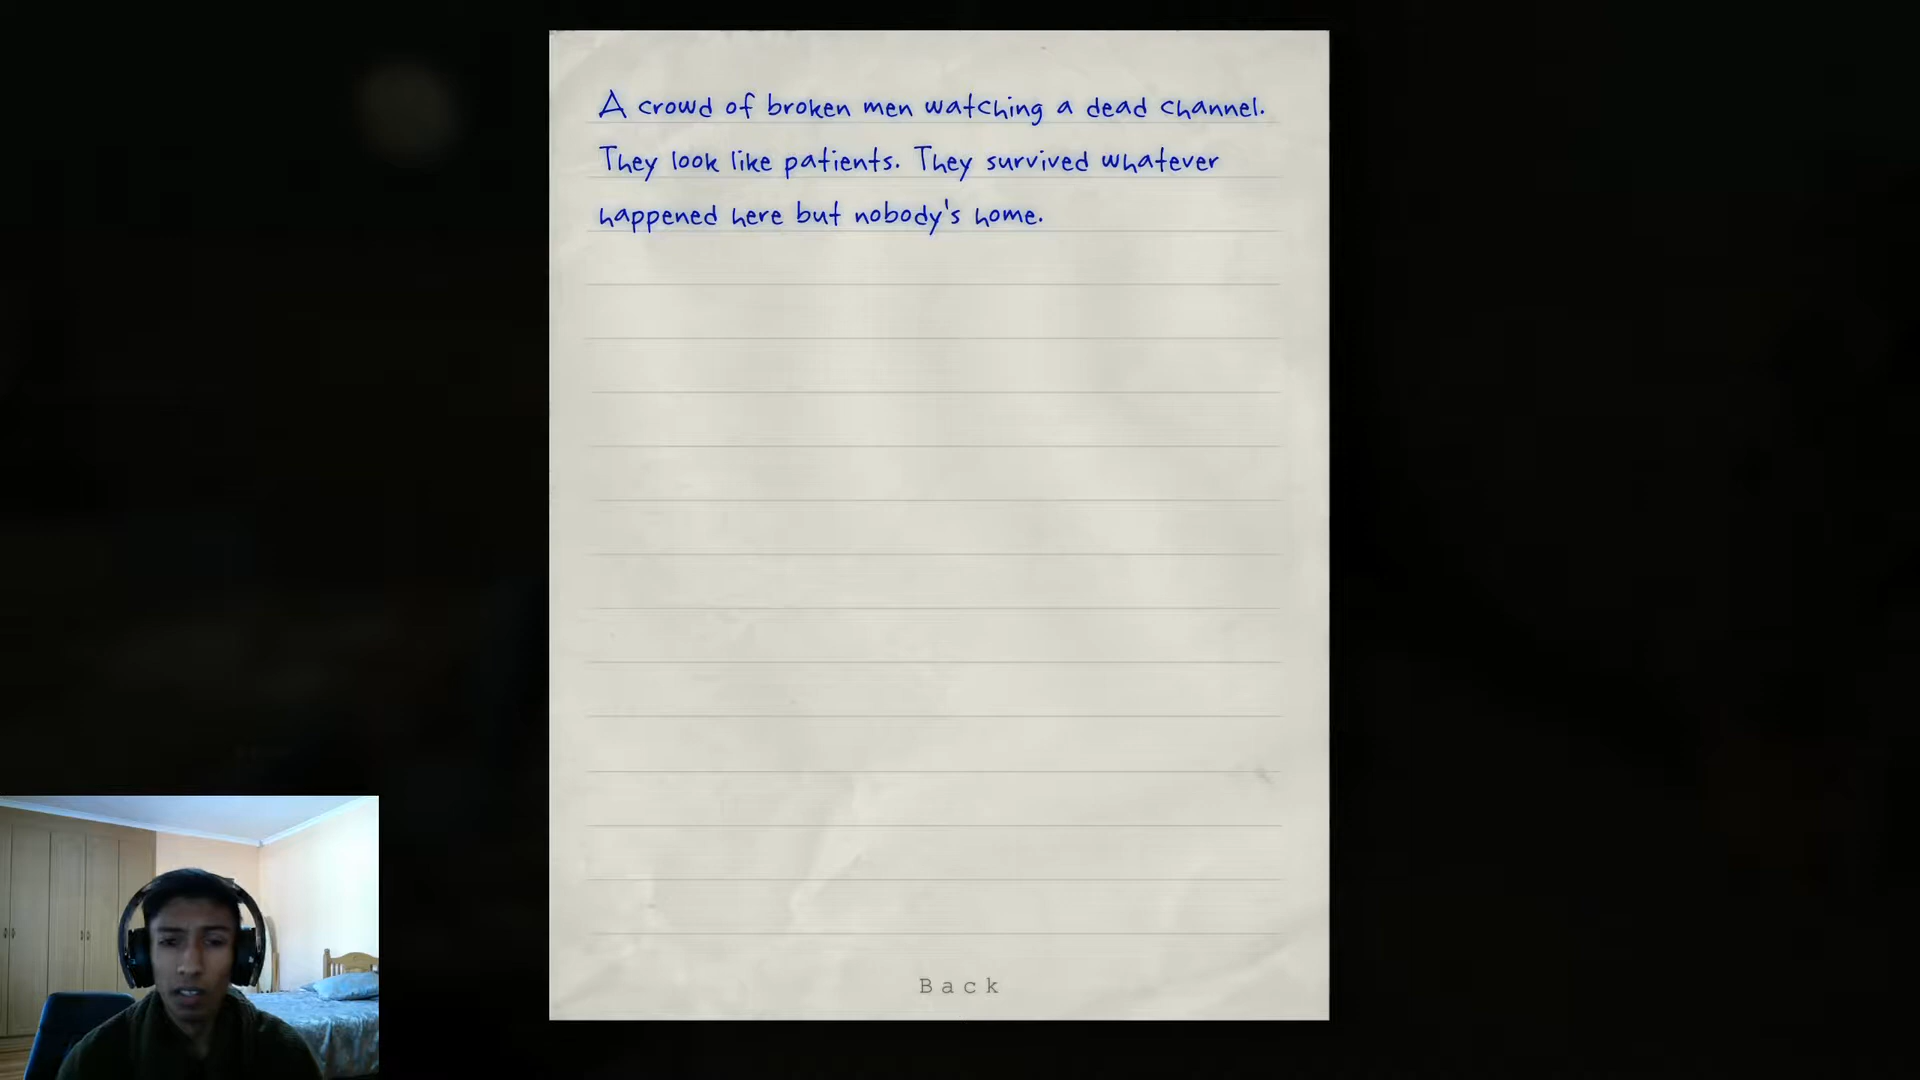 A crowd of broken men watching a dead channel.
They look like patients. They survived whatever
happened here but nobody's home.
Back